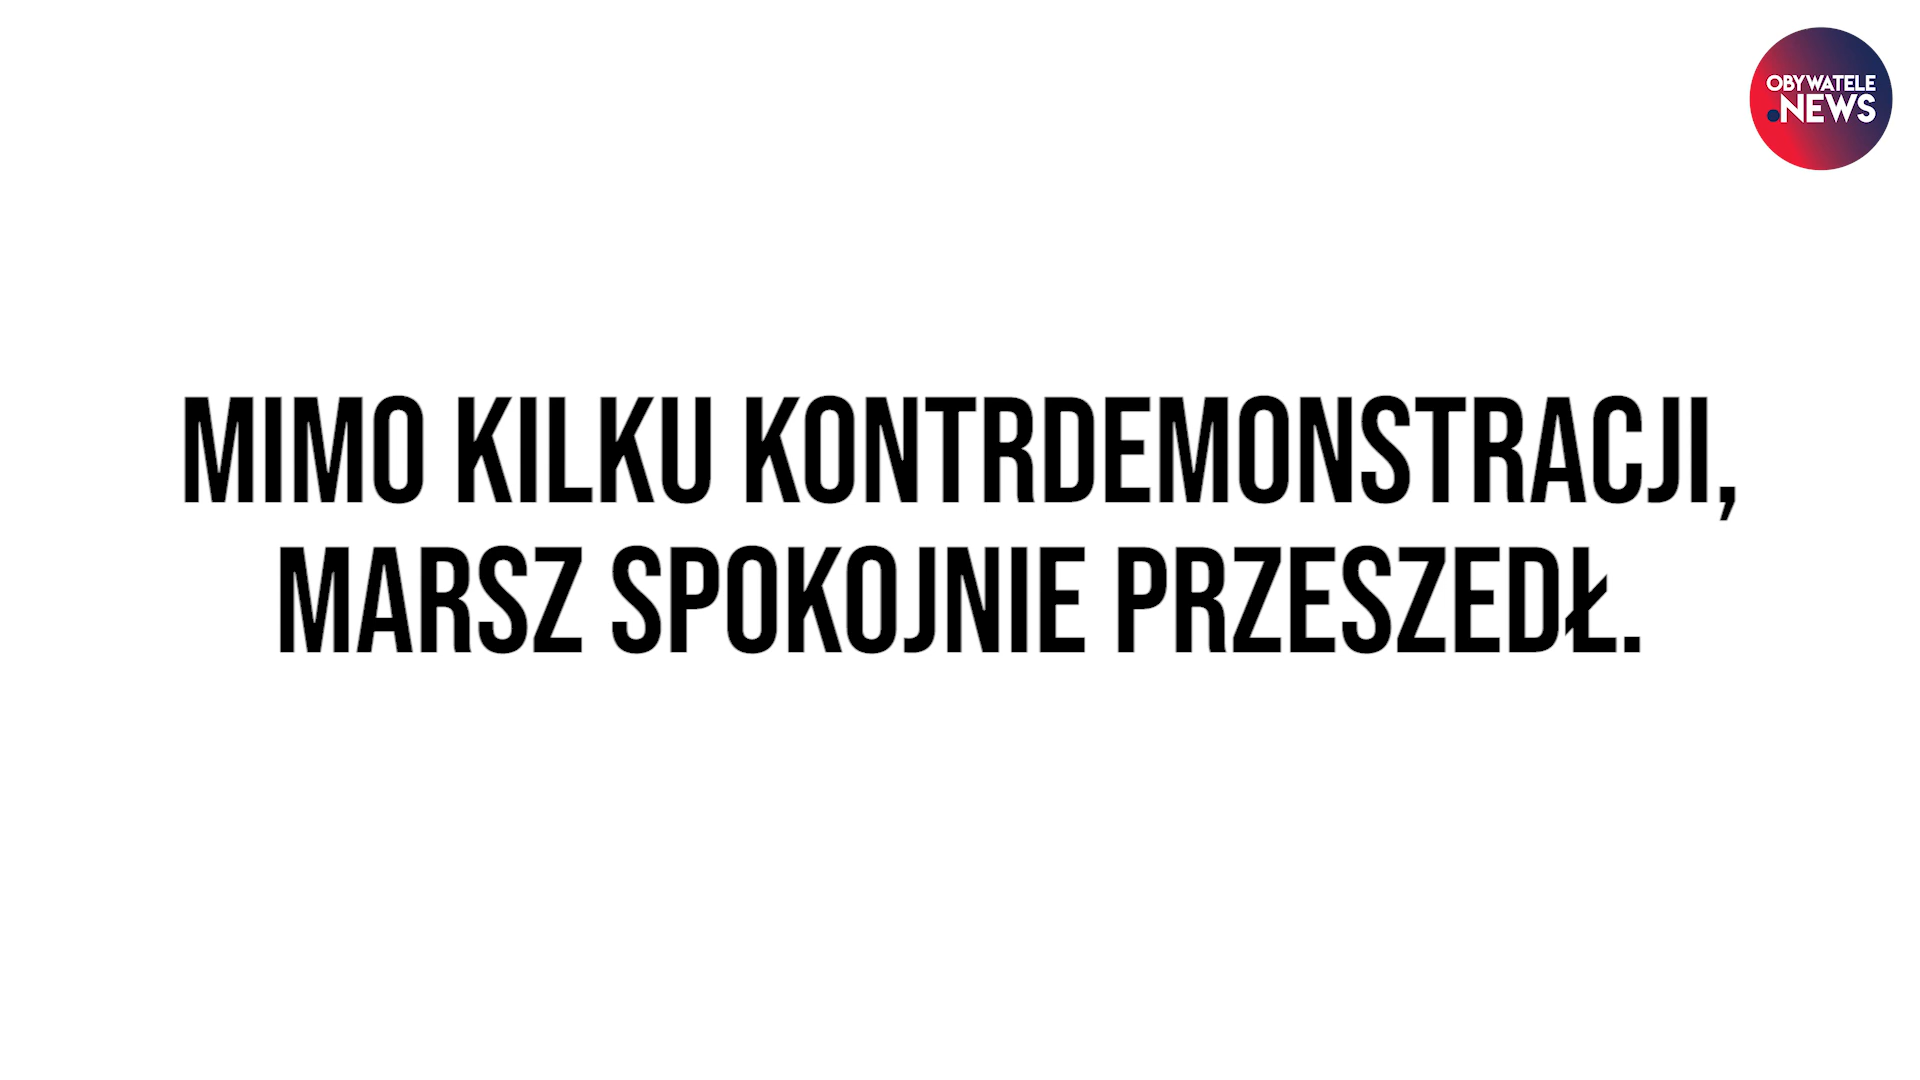 OBYWATELE
.NEWS
MIMO KILKU KONTRDEMONSTRACJI,
MARSZ SPOKOJNIE PRZESZEDŁ.